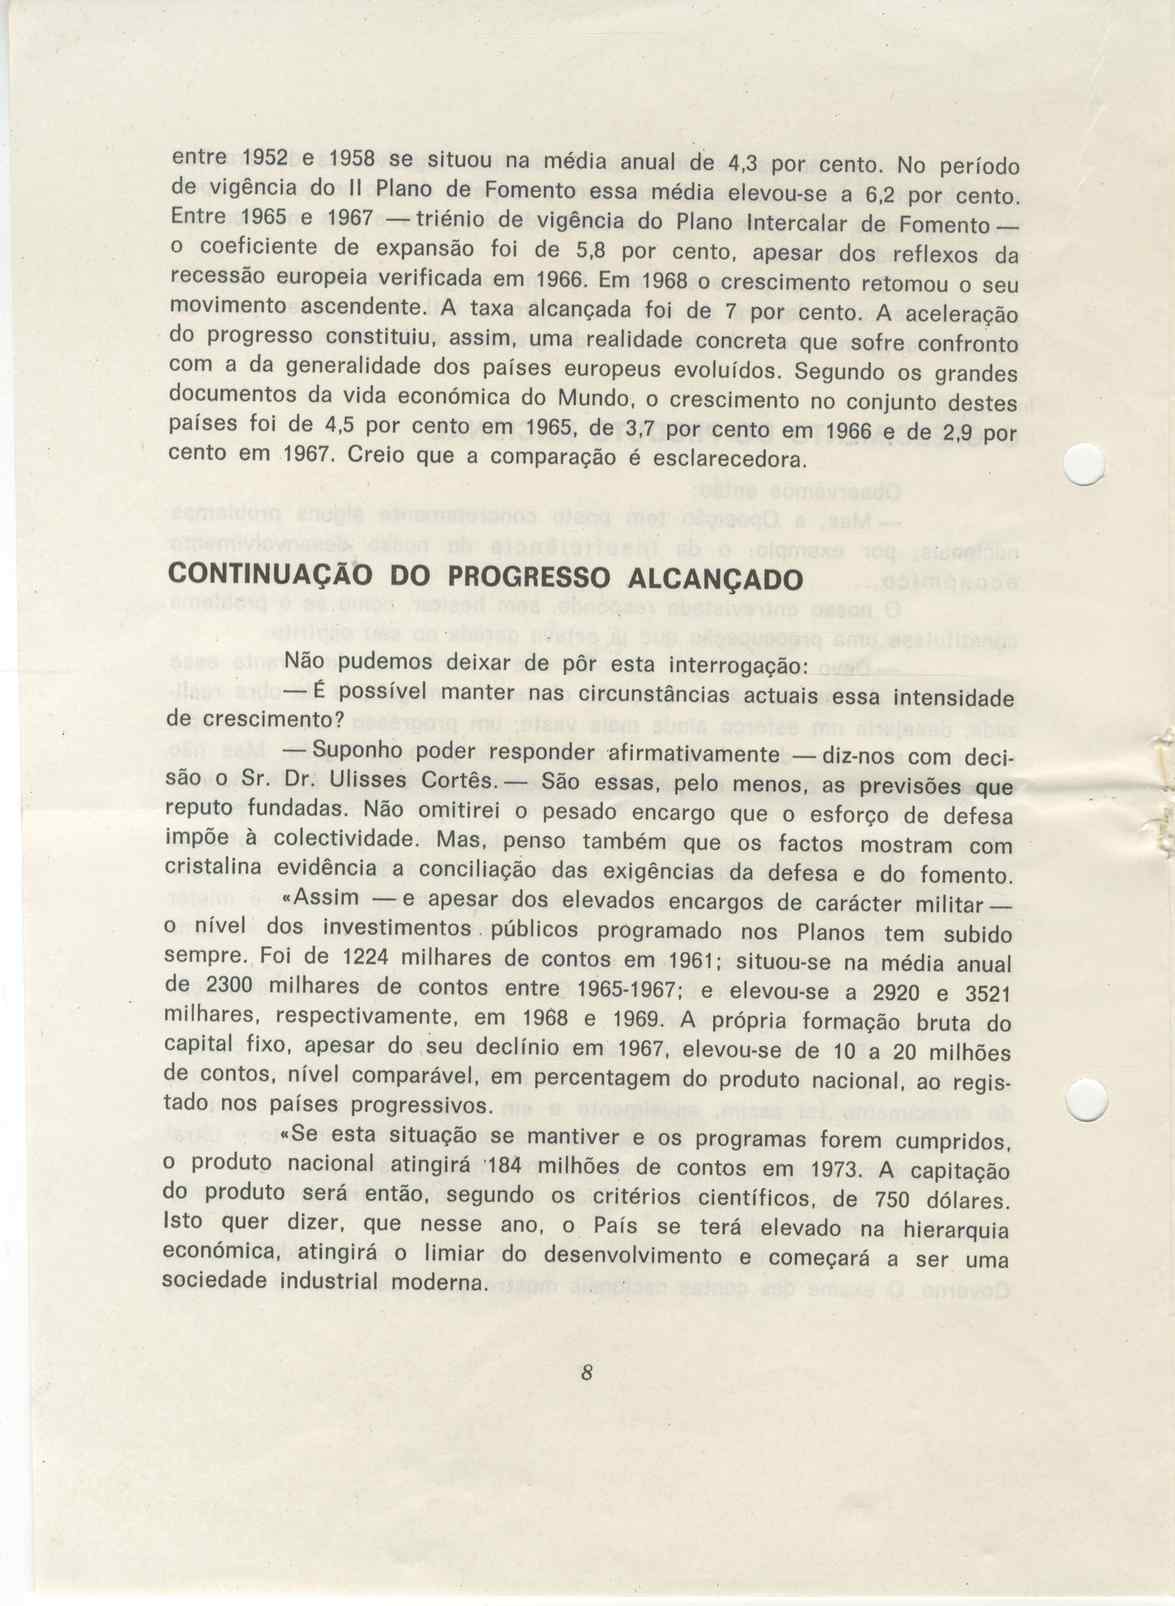 entre 1952 e 1958 se situou na média anual de 4,3 por cento. No período
de vigência do II Plano de Fomento essa média elevou-se a 6,2 por cento.
Entre 1965 e 1967 — triénio de vigência do Plano Intercalar de Fomento —
o coeficiente de expansão foi de 5,8 por cento, apesar dos reflexos da
recessão europeia verificada em 1966. Em 1968 o crescimento retomou o seu
movimento ascendente. A taxa alcançada foi de 7 por cento. A aceleração
do progresso constituiu, assim, uma realidade concreta que sofre confronto
com a da generalidade dos países europeus evoluídos. Segundo os grandes
documentos da vida económica do Mundo, o crescimento no conjunto destes
países foi de 4,5 por cento em 1965, de 3,7 por cento em 1966 e de 2,9 por
cento em 1967. Creio que a comparação é esclarecedora.
CONTINUAÇÃO DO PROGRESSO ALCANÇADO
Não pudemos deixar de pôr esta interrogação:
— É possível manter nas circunstâncias actuais essa intensidade
de crescimento?
— Suponho poder responder afirmativamente — diz-nos com deci-
são o Sr. Dr. Ulisses Cortês. — São essas, pelo menos, as previsões que
reputo fundadas. Não omitirei o pesado encargo que o esforço de defesa
impõe à colectividade. Mas, penso também que os factos mostram com
cristalina evidência a conciliação das exigências da defesa e do fomento.
«Assim — e apesar dos elevados encargos de carácter militar —
o nível dos investimentos públicos programado nos Planos tem subido
sempre. Foi de 1224 milhares de contos em 1961; situou-se na média anual
de 2300 milhares de contos entre 1965-1967; e elevou-se a 2920 e 3521
milhares, respectivamente, em 1968 e 1969. A própria formação bruta do
capital fixo, apesar do seu declínio em 1967, elevou-se de 10 a 20 milhões
de contos, nível comparável, em percentagem do produto nacional, ao regis-
tado nos países progressivos.
«Se esta situação se mantiver e os programas forem cumpridos,
o produto nacional atingirá 184 milhões de contos em 1973. A capitação
do produto será então, segundo os critérios científicos, de 750 dólares.
Isto quer dizer, que nesse ano, o País se terá elevado na hierarquia
económica, atingirá o limiar do desenvolvimento e começará a ser uma
sociedade industrial moderna.
8